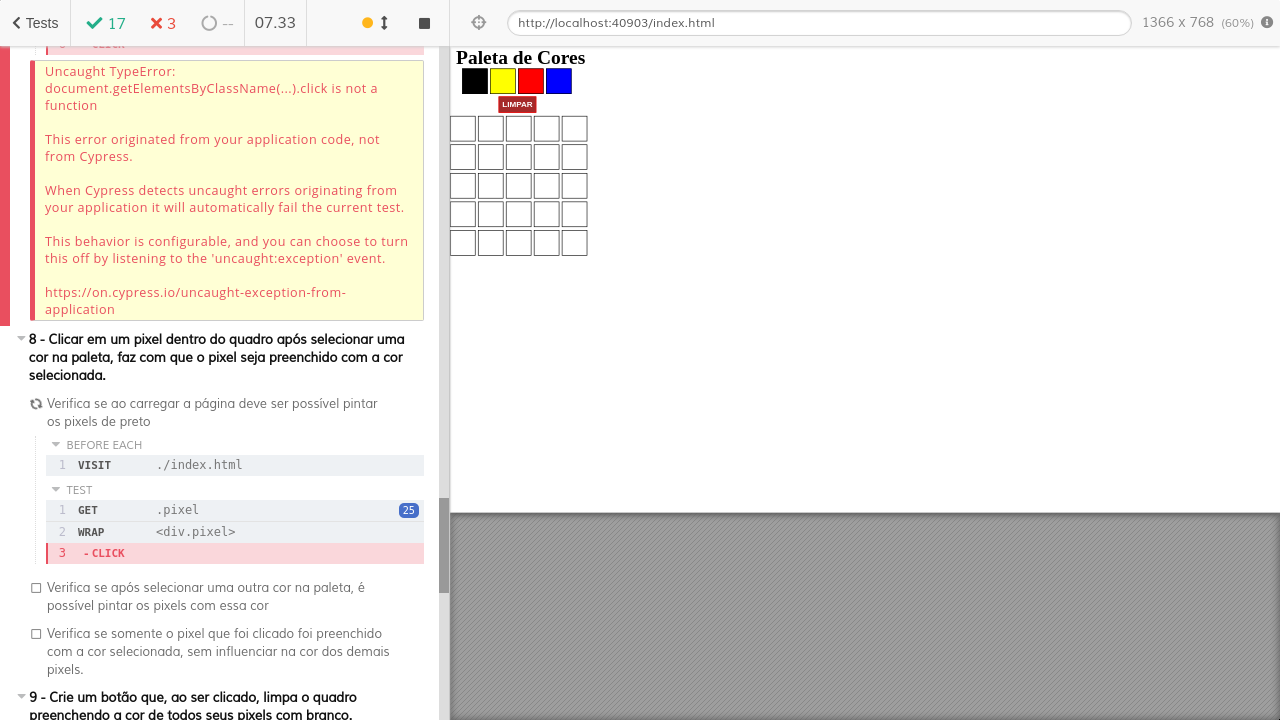 Tests
17
3
--
07.33
http://localhost:40903/index.html
1366 x 768 (60%)
Uncaught TypeError:
document.getElementsByClassName(...).click is not a
function
This error originated from your application code, not
from Cypress.
When Cypress detects uncaught errors originating from
your application it will automatically fail the current test.
This behavior is configurable, and you can choose to turn
this off by listening to the 'uncaught:exception' event.
https://on.cypress.io/uncaught-exception-from-
application
8 - Clicar em um pixel dentro do quadro após selecionar uma
cor na paleta, faz com que o pixel seja preenchido com a cor
selecionada.
Verifica se ao carregar a página deve ser possível pintar
os pixels de preto
BEFORE EACH
1 VISIT ./index.html
TEST
1 GET .pixel 25
2 WRAP <div.pixel>
3 -CLICK
Verifica se após selecionar uma outra cor na paleta, é
possível pintar os pixels com essa cor
Verifica se somente o pixel que foi clicado foi preenchido
com a cor selecionada, sem influenciar na cor dos demais
pixels.
9 - Crie um botão que, ao ser clicado, limpa o quadro
preenchendo a cor de todos seus pixels com branco.
Paleta de Cores
LIMPAR